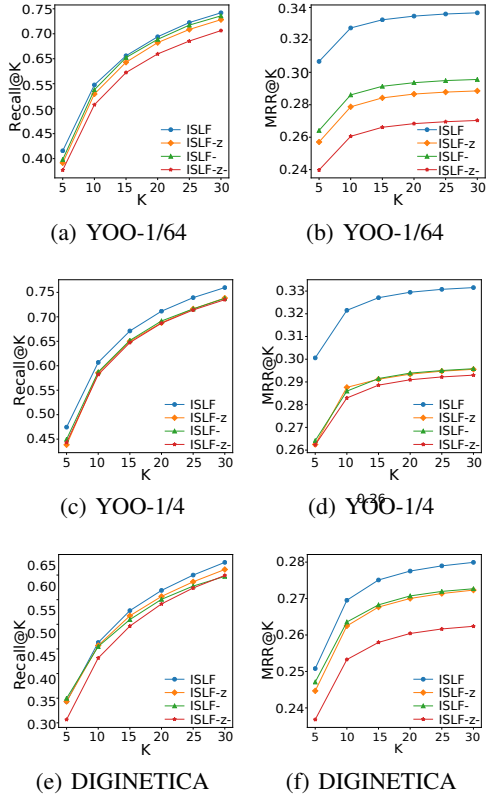 0.75
0.70
0.65
0.55
0.50
0.45
0.40
Recall@K
ISLF
ISLF-z
ISLF-
ISLF-z-
5 10 15 20 25 30
K
(a) YOO-1/64
0.34
0.32
0.30
0.28
0.26
0.24
MRR@K
ISLF
ISLF-z
ISLF-
ISLF-z-
5 10 15 20 25 30
K
(b) YOO-1/64
0.75
0.70
0.60
0.55
0.50
0.45
Recall@K
ISLF
ISLF-z
ISLF-
ISLF-z-
5 10 15 20 25 30
K
(c) YOO-1/4
0.33
0.32
0.30
0.29
0.28
0.27
0.26
MRR@K
ISLF
ISLF-z
ISLF-
ISLF-z-
5 10 15 20 25 30
K
0.26
(d) YOO-1/4
0.65
0.60
0.55
0.45
0.40
0.35
0.30
Recall@K
ISLF
ISLF-z
ISLF-
ISLF-z-
5 10 15 20 25 30
K
(e) DIGINETICA
0.28
0.27
0.26
0.25
0.24
MRR@K
ISLF
ISLF-z
ISLF-
ISLF-z-
5 10 15 20 25 30
K
(f) DIGINETICA